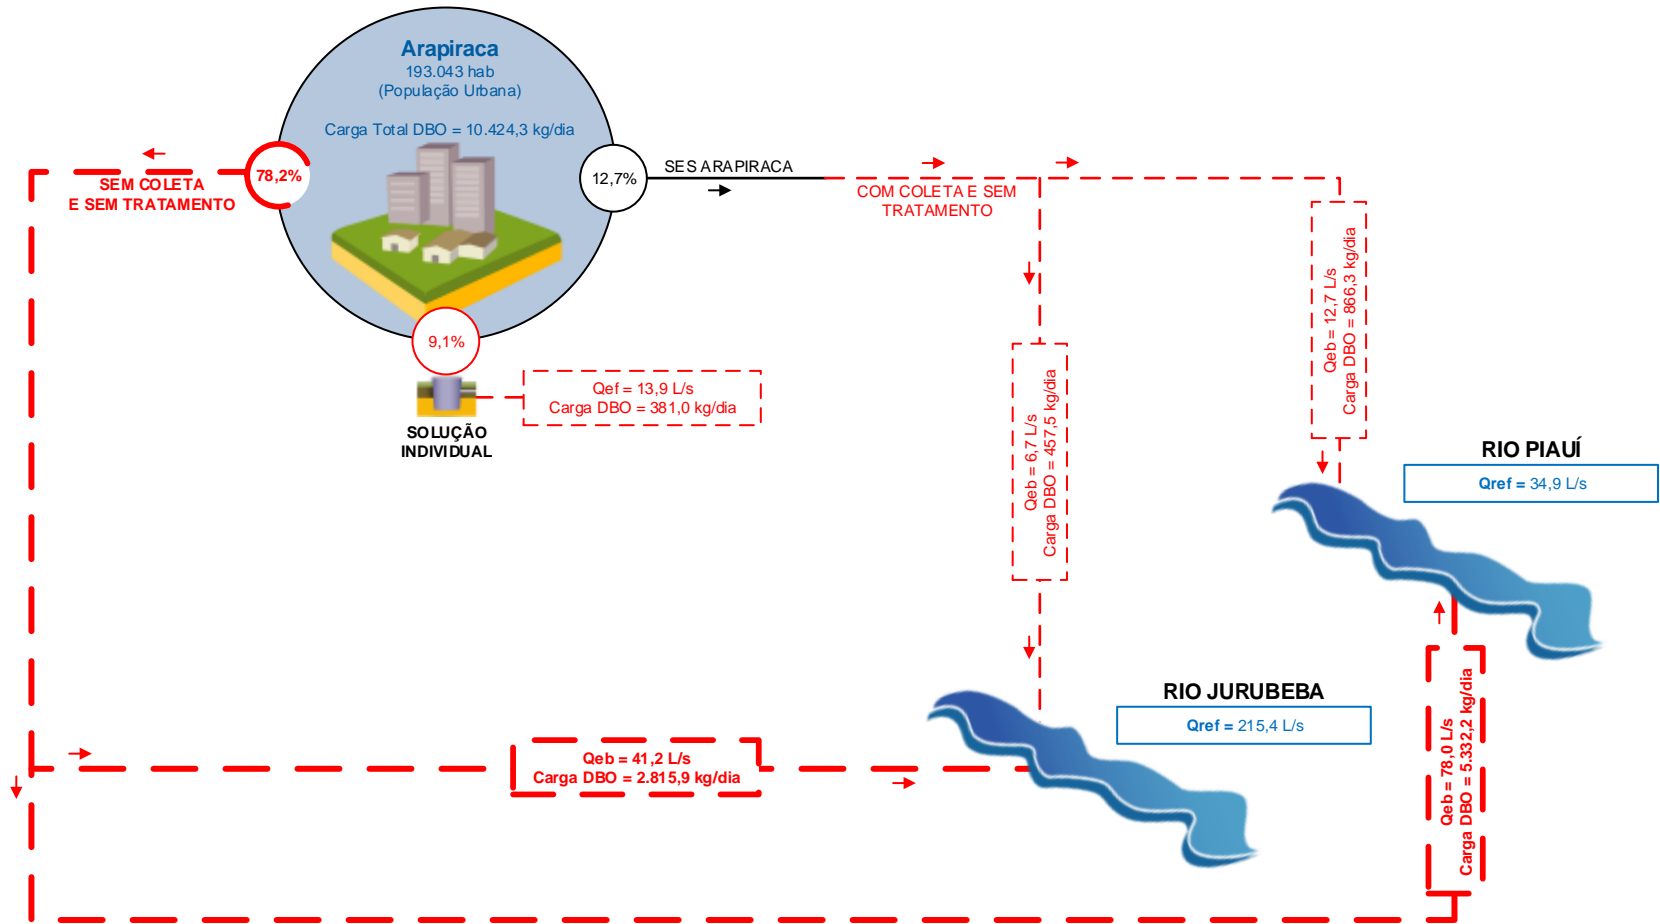 Arapiraca
193.043 hab
(População Urbana)
Carga Total DBO = 10.424,3 kg/dia
78,2%
SEM COLETA
E SEM TRATAMENTO
12,7%
SES ARAPIRACA
COM COLETA E SEM
TRATAMENTO
9,1%
SOLUÇÃO
INDIVIDUAL
Qef = 13,9 L/s
Carga DBO = 381,0 kg/dia
Qeb = 6,7 L/s
Carga DBO = 457,5 kg/dia
Qeb = 12,7 L/s
Carga DBO = 866,3 kg/dia
RIO PIAUÍ
Qref = 34,9 L/s
RIO JURUBEBA
Qref = 215,4 L/s
Qeb = 41,2 L/s
Carga DBO = 2.815,9 kg/dia
Qeb = 78,0 L/s
Carga DBO = 5.332,2 kg/dia